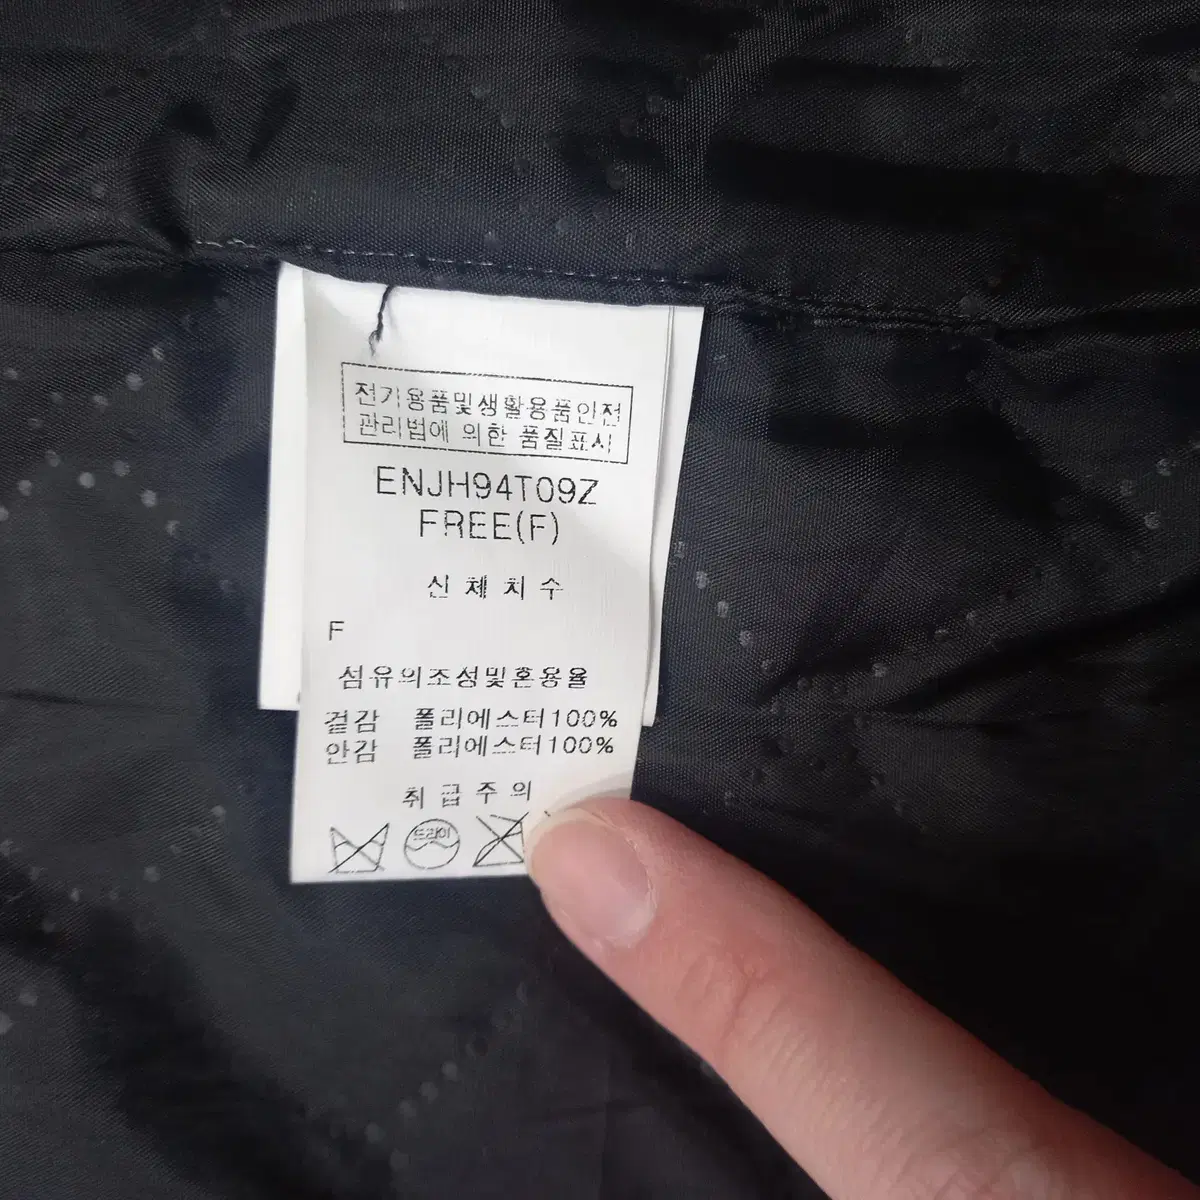 전기용품및생활용품안전
관리법에 의한 품질표시
ENJH94T09Z
FREE(F)
신체치수
F
섬유의조성및혼용율
겉감 폴리에스터100%
안감 폴리에스터100%
취급주의
드라이